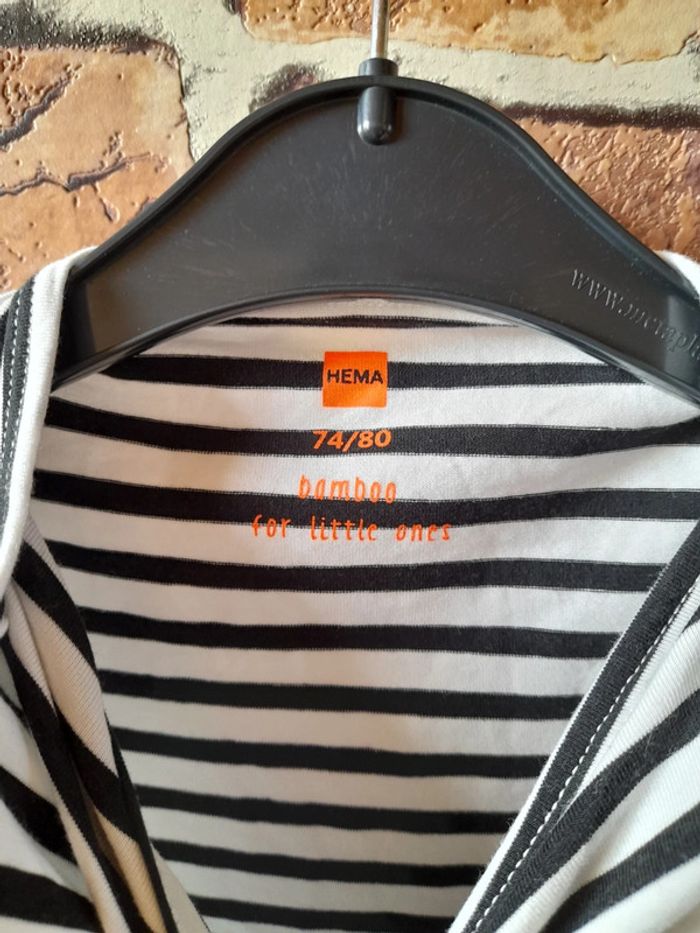 HEMA
74/80
bamboo
for little ones